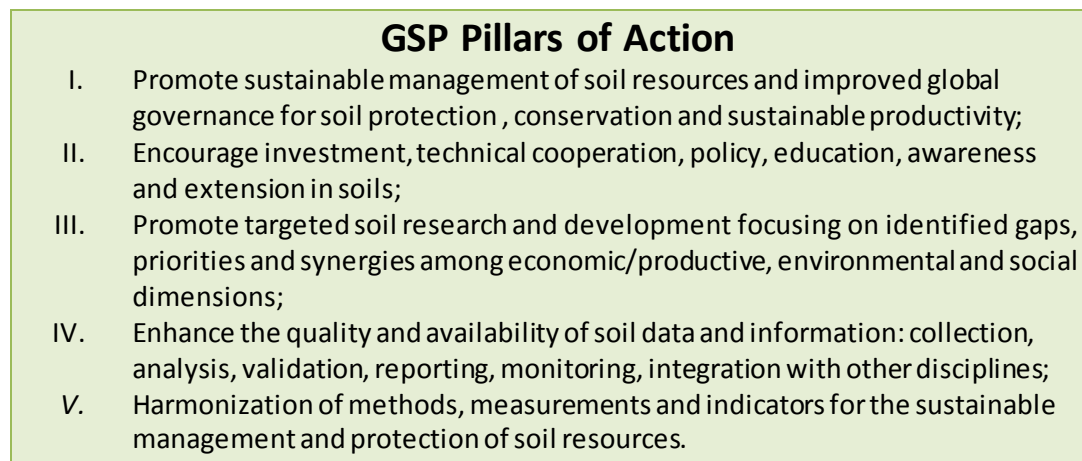 GSP Pillars of Action
I. Promote sustainable management of soil resources and improved global
governance for soil protection , conservation and sustainable productivity;
II. Encourage investment, technical cooperation, policy, education, awareness
and extension in soils;
III. Promote targeted soil research and development focusing on identified gaps,
priorities and synergies among economic/productive, environmental and social
dimensions;
IV. Enhance the quality and availability of soil data and information: collection,
analysis, validation, reporting, monitoring, integration with other disciplines;
V. Harmonization of methods, measurements and indicators for the sustainable
management and protection of soil resources.